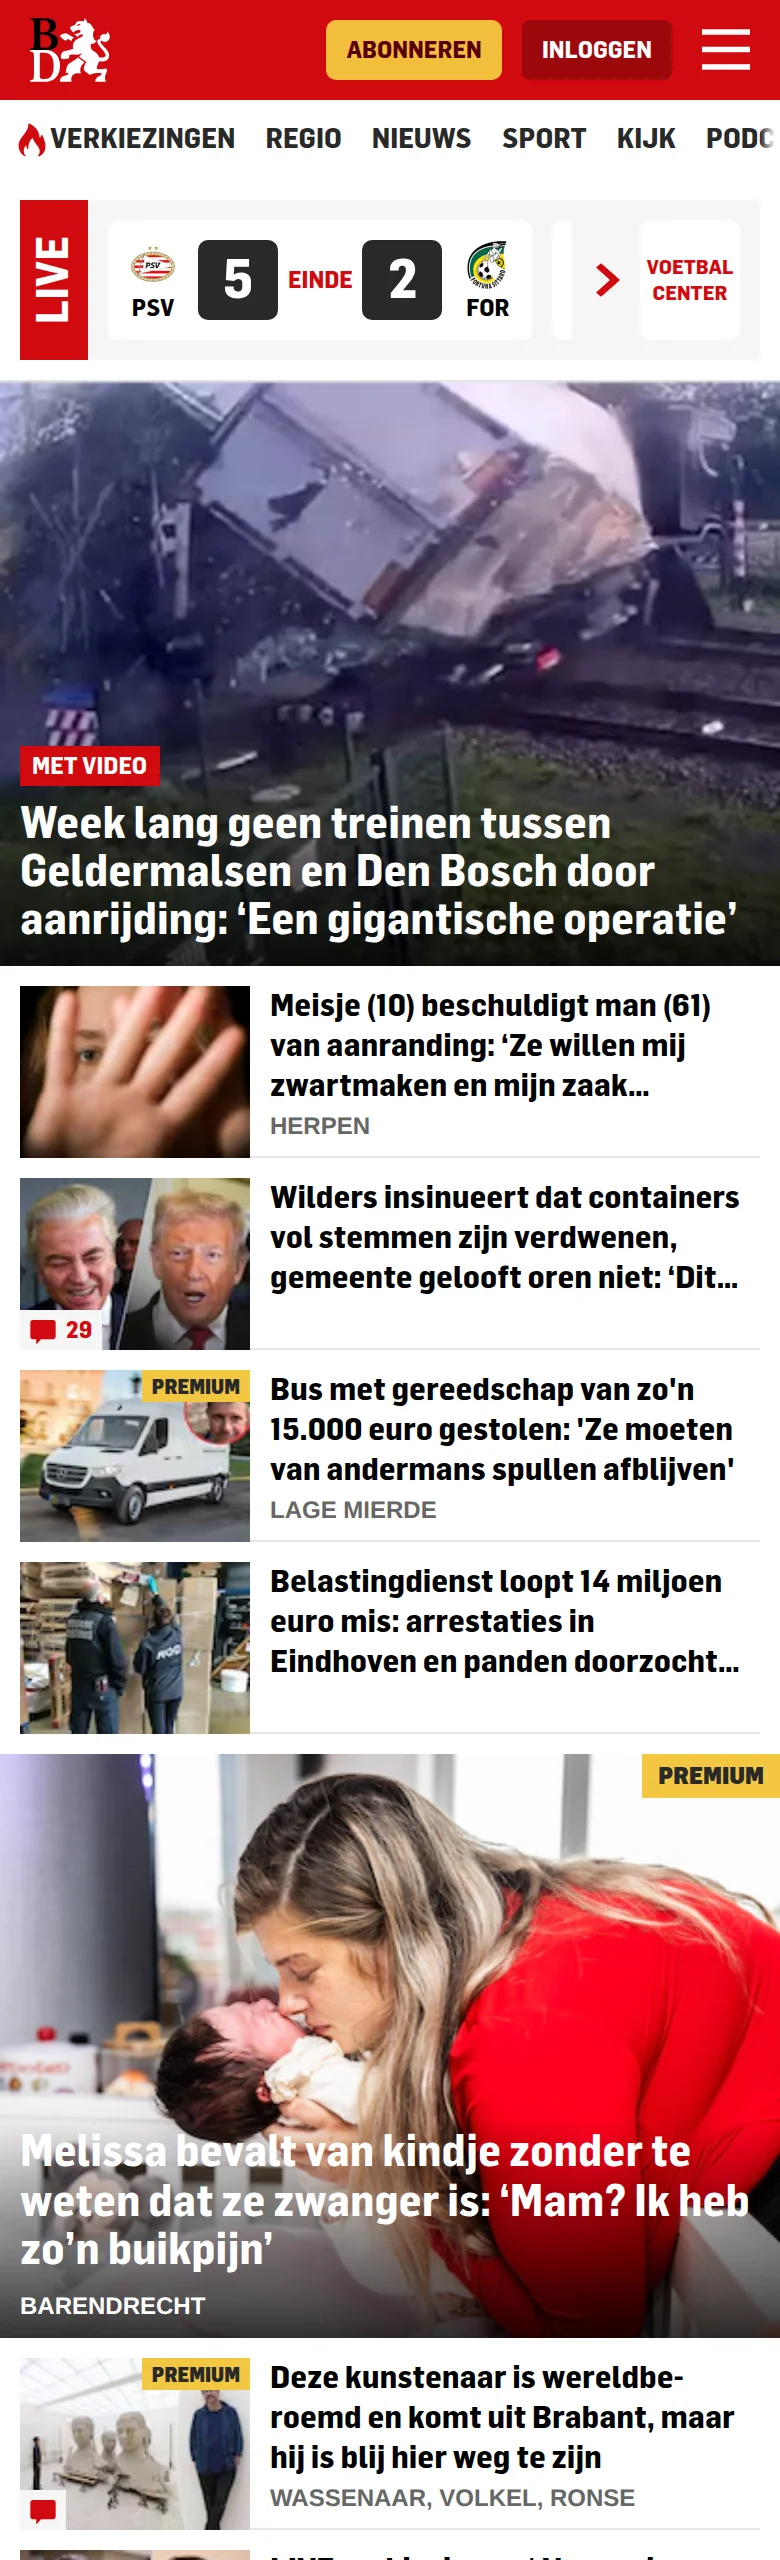 BD
ABONNEREN
INLOGGEN
VERKIEZINGEN REGIO NIEUWS SPORT KIJK PODC
LIVE
PSV
5
EINDE
2
FOR
VOETBAL
CENTER
MET VIDEO
Week lang geen treinen tussen
Geldermalsen en Den Bosch door
aanrijding: ‘Een gigantische operatie’
Meisje (10) beschuldigt man (61)
van aanranding: ‘Ze willen mij
zwartmaken en mijn zaak...
HERPEN
Wilders insinueert dat containers
vol stemmen zijn verdwenen,
gemeente gelooft oren niet: ‘Dit...
29
PREMIUM
Bus met gereedschap van zo'n
15.000 euro gestolen: 'Ze moeten
van andermans spullen afblijven'
LAGE MIERDE
Belastingdienst loopt 14 miljoen
euro mis: arrestaties in
Eindhoven en panden doorzocht...
PREMIUM
Melissa bevalt van kindje zonder te
weten dat ze zwanger is: ‘Mam? Ik heb
zo’n buikpijn’
BARENDRECHT
PREMIUM
Deze kunstenaar is wereldbe-
roemd en komt uit Brabant, maar
hij is blij hier weg te zijn
WASSENAAR, VOLKEL, RONSE